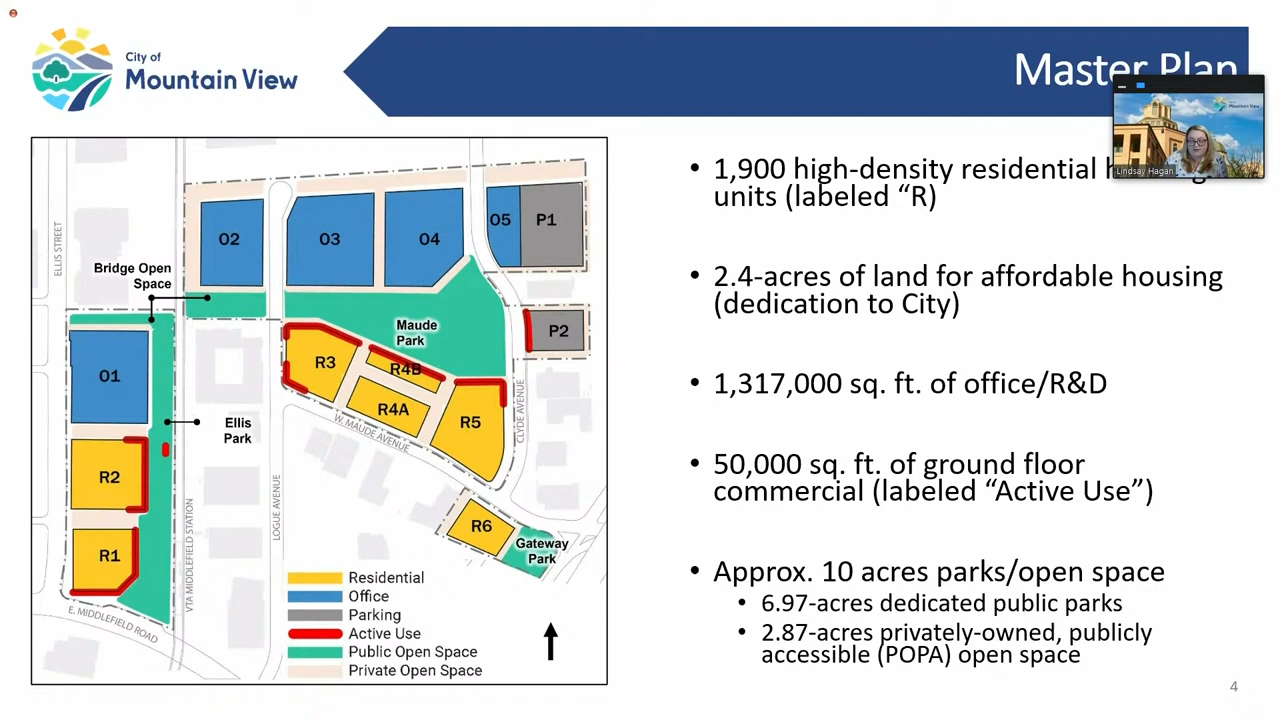 City of
Mountain View
Master Plan
Lindsay Hagan
ELLIS STREET
Bridge Open
Space
O2
O3
O4
O5
P1
P2
Maude
Park
R3
R4B
R4A
R5
O1
Ellis
Park
R2
R1
W. MAUDE AVENUE
CLYDE AVENUE
LOGUE AVENUE
VTA MIDDLEFIELD STATION
E. MIDDLEFIELD ROAD
R6
Gateway
Park
Residential
Office
Parking
Active Use
Public Open Space
Private Open Space
• 1,900 high-density residential
units (labeled “R)
• 2.4-acres of land for affordable housing
(dedication to City)
• 1,317,000 sq. ft. of office/R&D
• 50,000 sq. ft. of ground floor
commercial (labeled “Active Use”)
• Approx. 10 acres parks/open space
• 6.97-acres dedicated public parks
• 2.87-acres privately-owned, publicly
accessible (POPA) open space
4